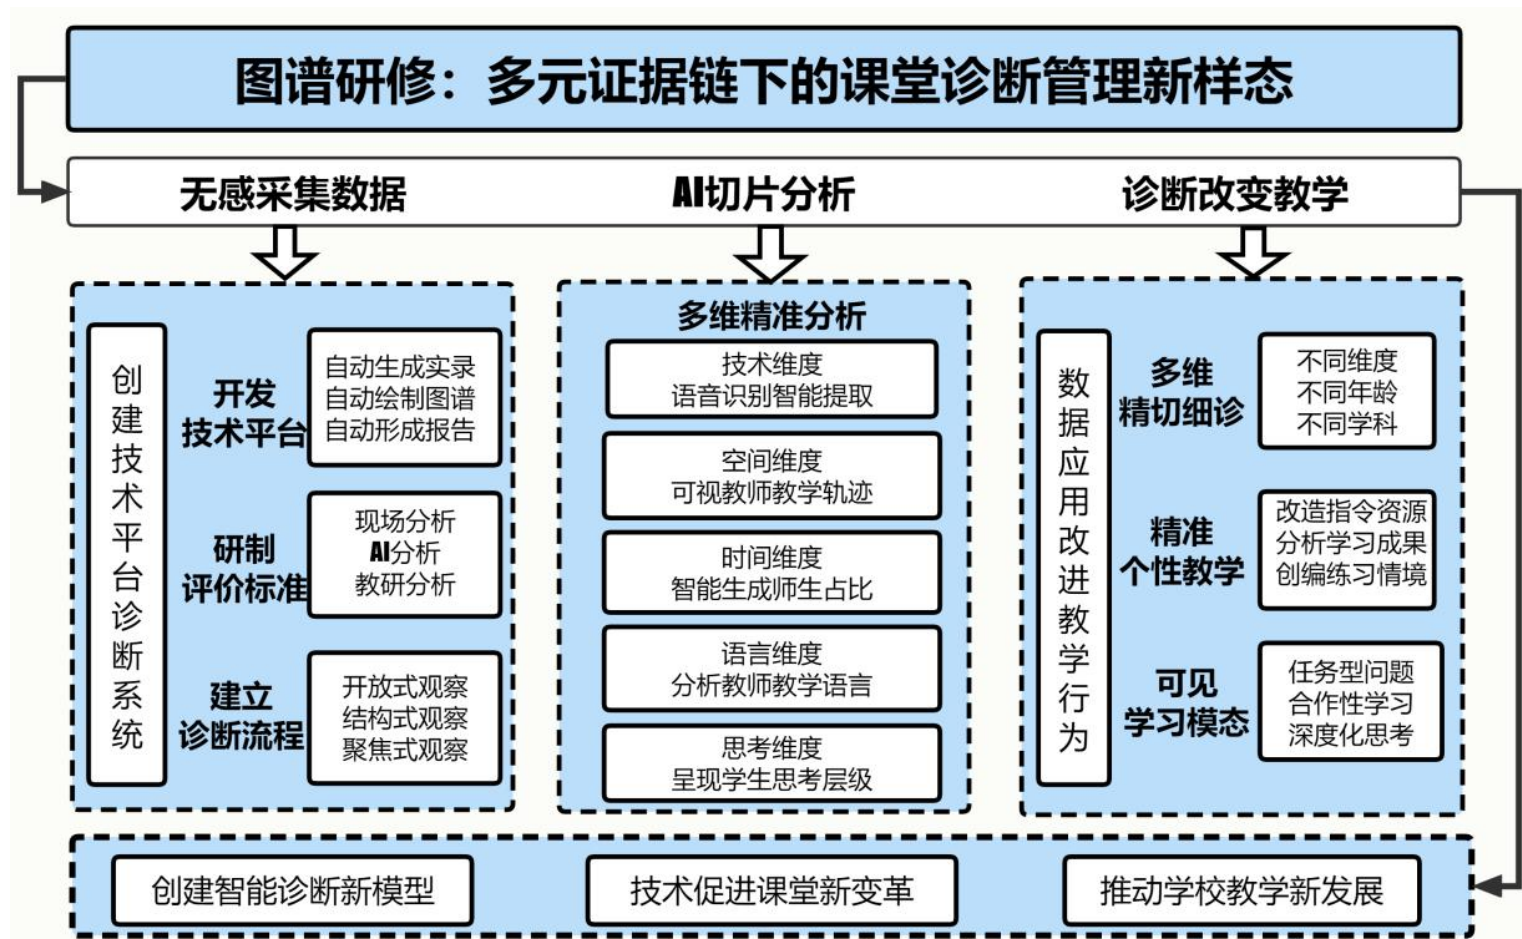 图谱研修：多元证据链下的课堂诊断管理新样态
无感采集数据
AI切片分析
诊断改变教学
创建技术平台诊断系统
开发
技术平台
自动生成实录
自动绘制图谱
自动形成报告
研制
评价标准
现场分析
AI分析
教研分析
建立
诊断流程
开放式观察
结构式观察
聚焦式观察
多维精准分析
技术维度
语音识别智能提取
空间维度
可视教师教学轨迹
时间维度
智能生成师生占比
语言维度
分析教师教学语言
思考维度
呈现学生思考层级
数据应用改进教学行为
多维
精切细诊
不同维度
不同年龄
不同学科
精准
个性教学
改造指令资源
分析学习成果
创编练习情境
可见
学习模态
任务型问题
合作性学习
深度化思考
创建智能诊断新模型
技术促进课堂新变革
推动学校教学新发展